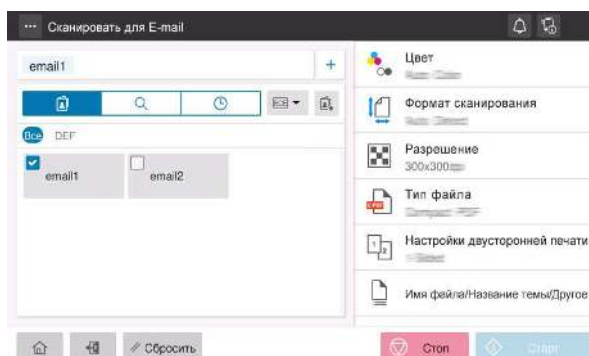 Сканировать для E-mail
email1
Все DEF
email1 email2
Сбросить
Цвет
Формат сканирования
Разрешение
300x300
Тип файла
Настройки двусторонней печати
Имя файла/Название темы/Другое
Стоп
Старт